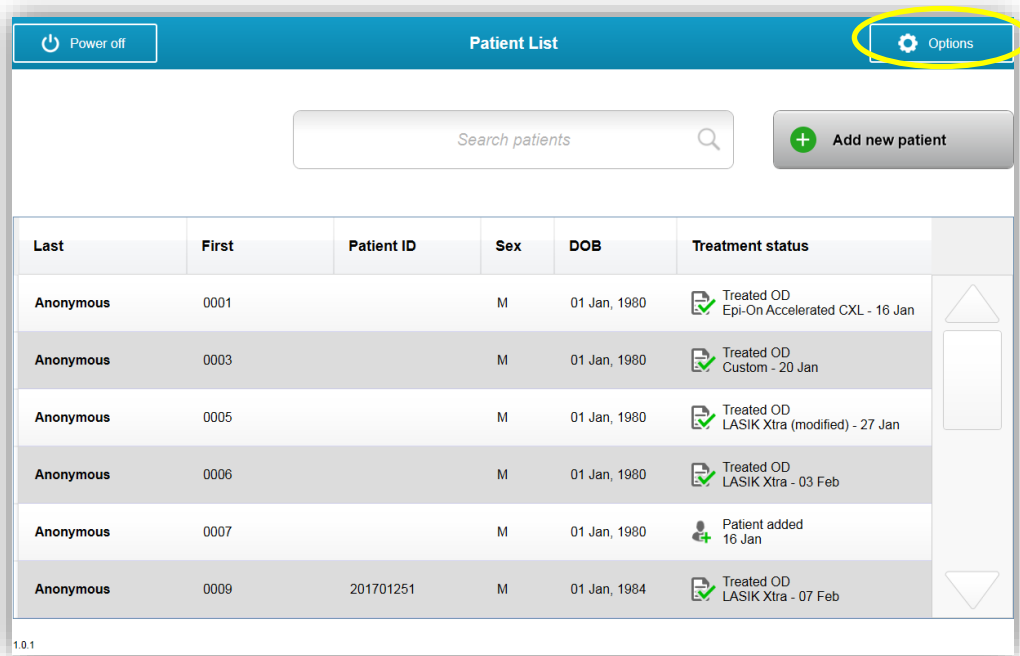 Power off
Patient List
Options
Search patients
Add new patient
Last First Patient ID Sex DOB Treatment status
Anonymous 0001 M 01 Jan, 1980 Treated OD
Epi-On Accelerated CXL - 16 Jan
Anonymous 0003 M 01 Jan, 1980 Treated OD
Custom - 20 Jan
Anonymous 0005 M 01 Jan, 1980 Treated OD
LASIK Xtra (modified) - 27 Jan
Anonymous 0006 M 01 Jan, 1980 Treated OD
LASIK Xtra - 03 Feb
Anonymous 0007 M 01 Jan, 1980 Patient added
16 Jan
Anonymous 0009 201701251 M 01 Jan, 1984 Treated OD
LASIK Xtra - 07 Feb
1.0.1